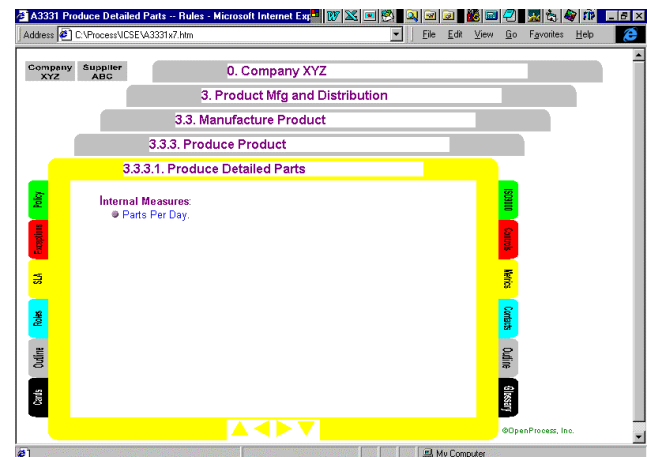 A3331 Produce Detailed Parts -- Rules - Microsoft Internet Exp
Address C:\Process\ICSE\A3331x7.htm File Edit View Go Favorites Help
Company XYZ
Supplier ABC
0. Company XYZ
3. Product Mfg and Distribution
3.3. Manufacture Product
3.3.3. Produce Product
3.3.3.1. Produce Detailed Parts
Internal Measures:
Parts Per Day.
Policy
Exceptions
SLA
Roles
Outline
Cards
ISO9000
Controls
Metrics
Contacts
Outline
Glossary
©OpenProcess, Inc.
My Computer